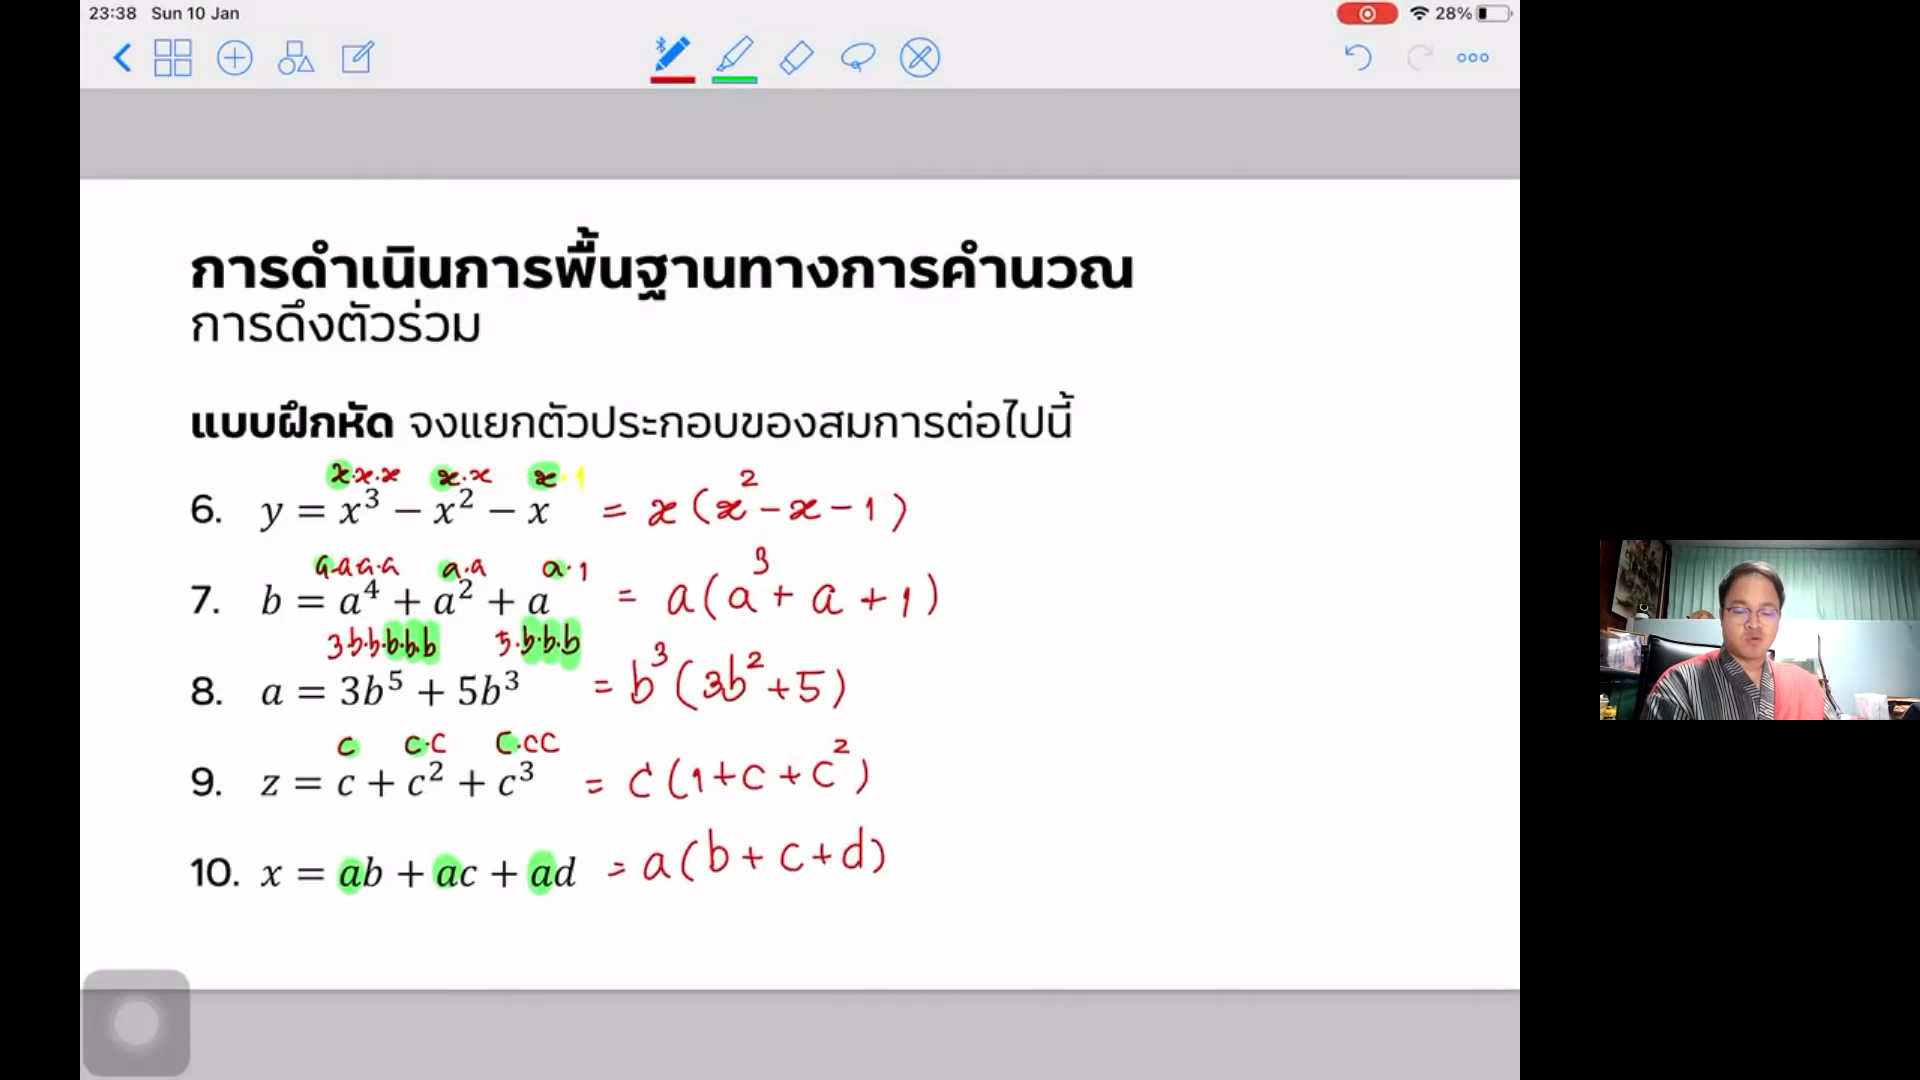 23:38 Sun 10 Jan 28%
การดำเนินการพื้นฐานทางการคำนวณ
การดึงตัวร่วม
แบบฝึกหัด จงแยกตัวประกอบของสมการต่อไปนี้
x·x·x x·x x·1
6. y = x³ − x² − x = x(x²−x−1)
a·a·a·a a·a a·1
7. b = a⁴ + a² + a = a(a³+a+1)
3b·b·b·b·b 5·b·b·b
8. a = 3b⁵ + 5b³ = b³(3b²+5)
c c·c c·cc
9. z = c + c² + c³ = c(1+c+c²)
10. x = ab + ac + ad = a(b+c+d)